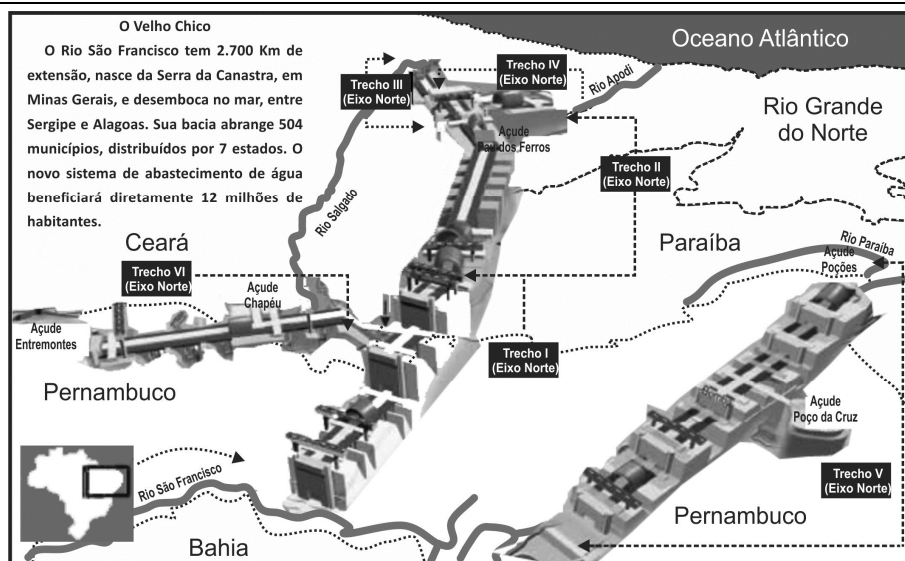 O Velho Chico
O Rio São Francisco tem 2.700 Km de
extensão, nasce da Serra da Canastra, em
Minas Gerais, e desemboca no mar, entre
Sergipe e Alagoas. Sua bacia abrange 504
municípios, distribuídos por 7 estados. O
novo sistema de abastecimento de água
beneficiará diretamente 12 milhões de
habitantes.
Oceano Atlântico
Trecho IV
(Eixo Norte)
Trecho III
(Eixo Norte)
Rio Apodi
Rio Grande
do Norte
Açude
Pau dos Ferros
Trecho II
(Eixo Norte)
Rio Salgado
Ceará
Paraíba
Rio Paraíba
Açude
Poções
Trecho VI
(Eixo Norte)
Açude
Chapéu
Açude
Entremontes
Trecho I
(Eixo Norte)
Pernambuco
Açude
Poço da Cruz
Rio São Francisco
Trecho V
(Eixo Norte)
Pernambuco
Bahia